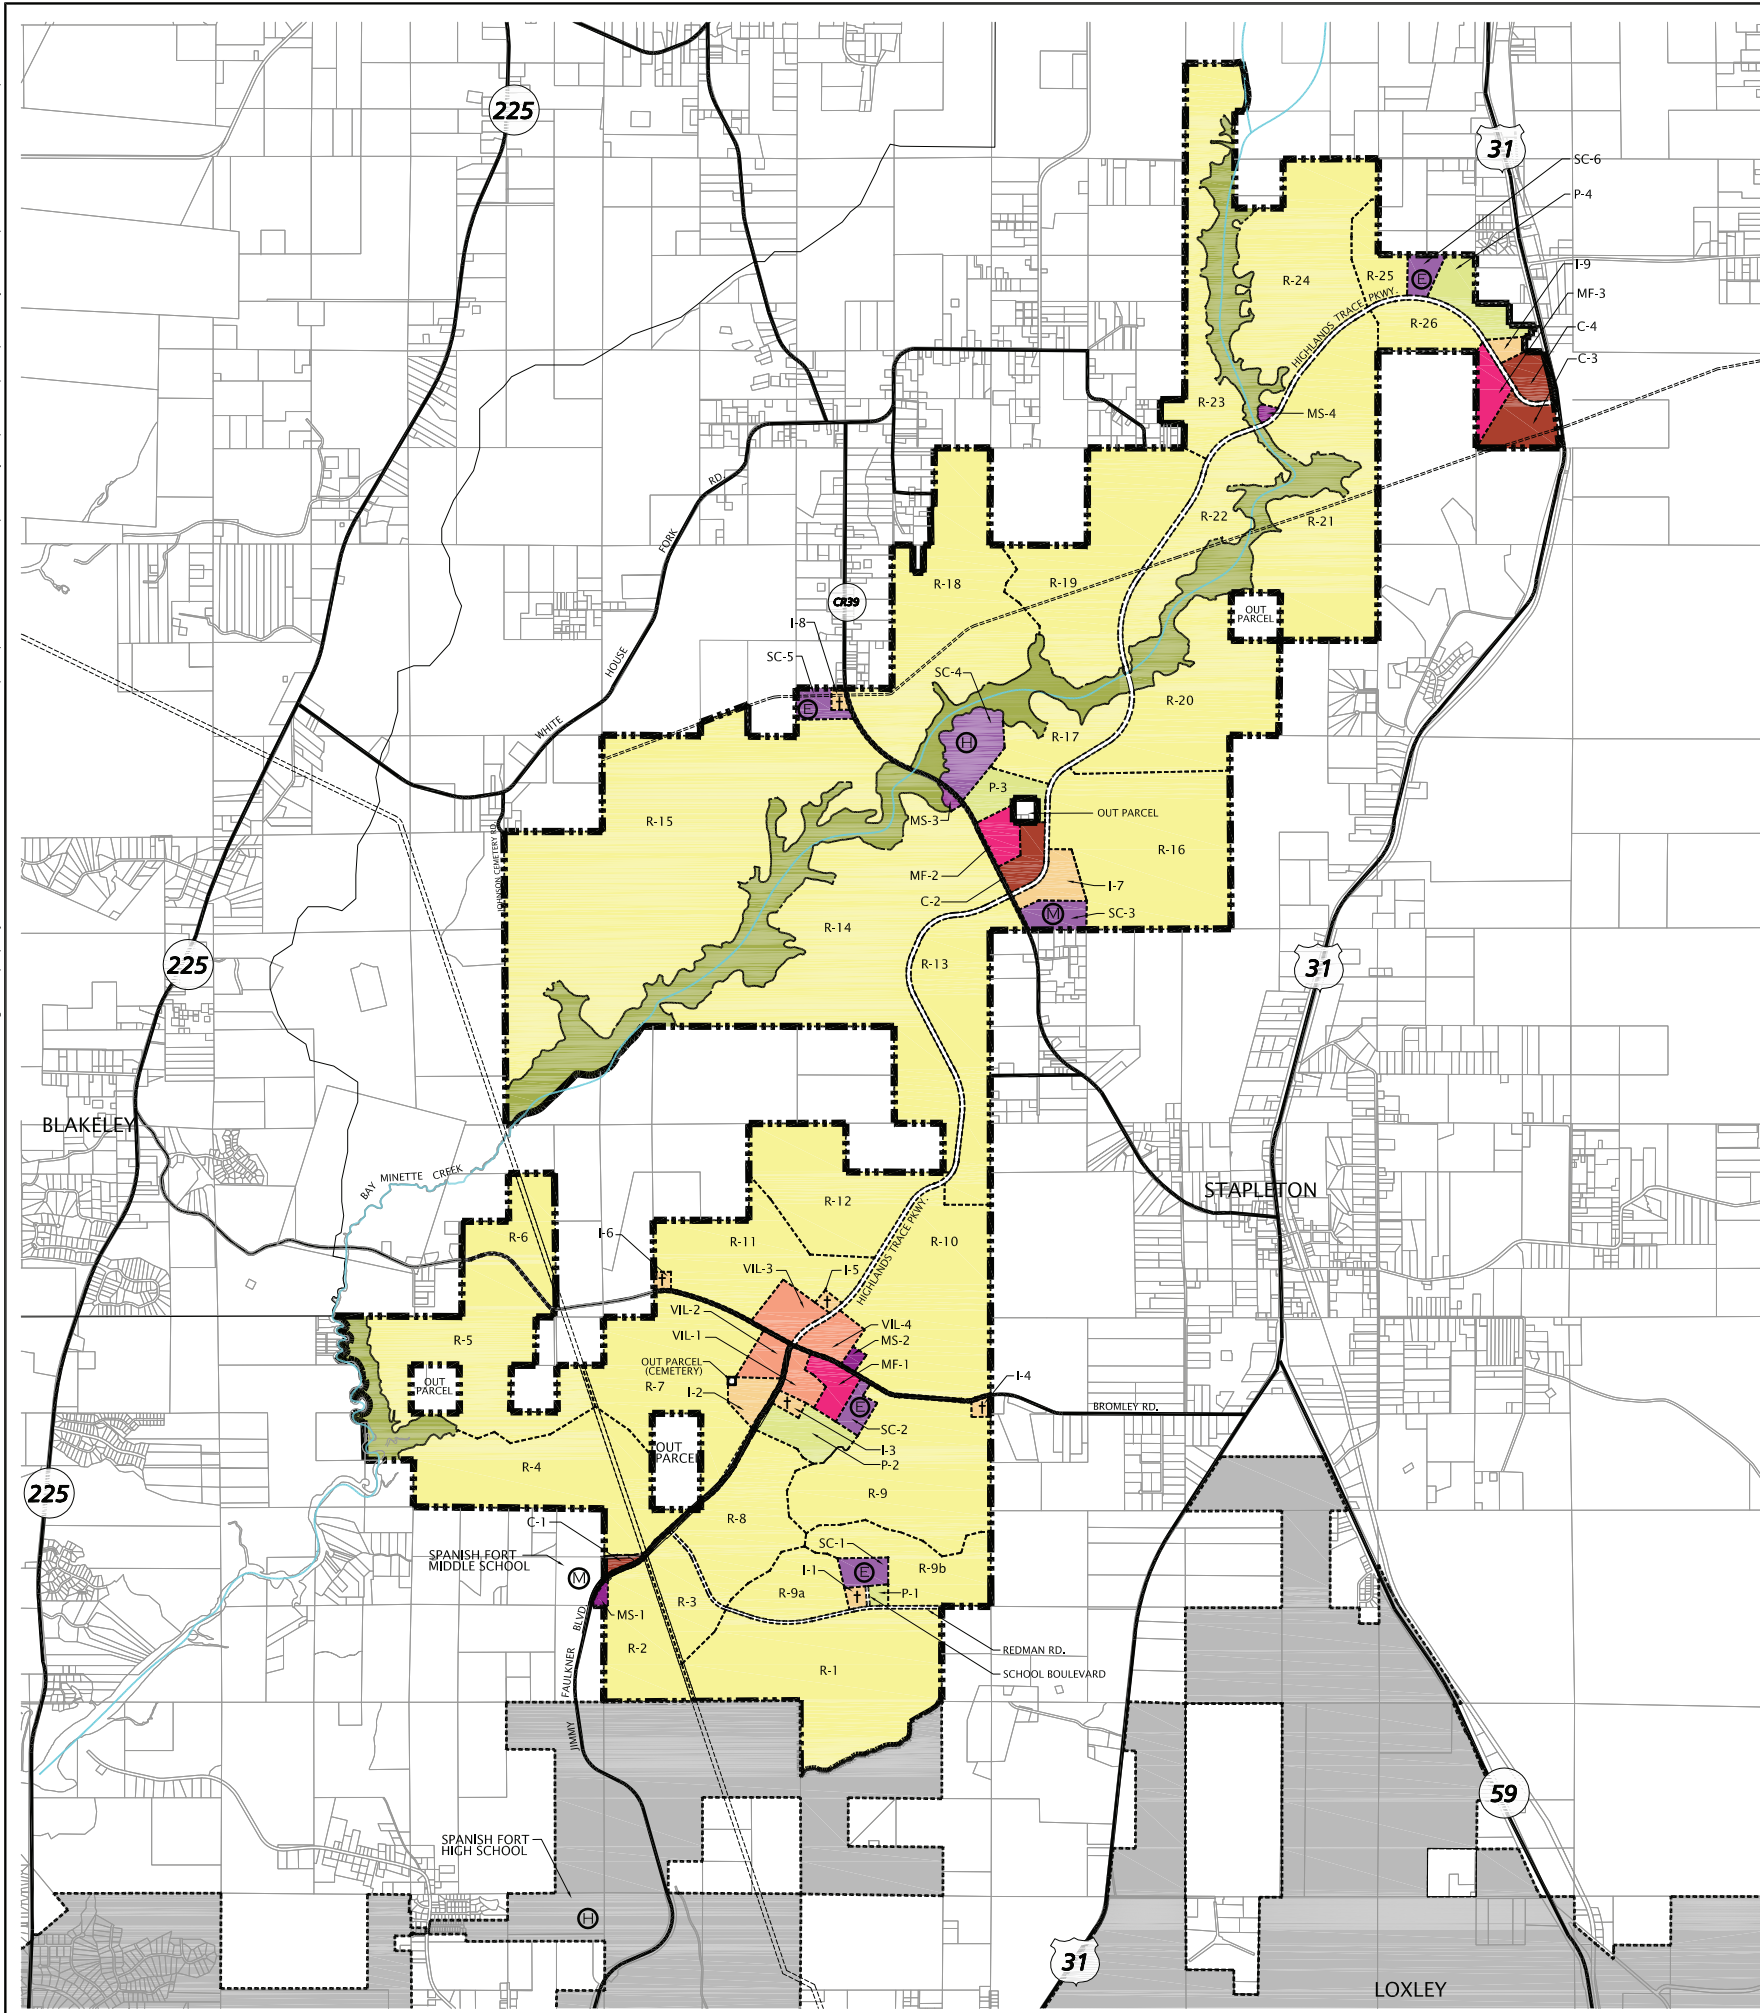 225
31
SC-6
P-4
I-9
MF-3
C-4
C-3
R-24
R-25
E
HIGHLANDS TRACE PKWY.
R-26
R-23
MS-4
RD.
FORK
HOUSE
WHITE
R-22
R-21
R-18
R-19
CR39
OUT
PARCEL
I-8
SC-5
SC-4
E
R-20
H
R-17
P-3
MS-3
OUT PARCEL
R-15
JOHNSON CEMETERY RD.
R-16
MF-2
I-7
C-2
M
SC-3
R-14
R-13
225
31
BLAKELEY
BAY MINETTE CREEK
STAPLETON
R-12
HIGHLANDS TRACE PKWY.
R-6
I-6
R-11
R-10
VIL-3
I-5
VIL-2
VIL-4
VIL-1
MS-2
R-5
OUT PARCEL
(CEMETERY)
MF-1
R-7
I-4
OUT
PARCEL
I-2
E
BROMLEY RD.
SC-2
OUT
PARCEL
I-3
P-2
R-4
225
R-9
R-8
C-1
SPANISH FORT
MIDDLE SCHOOL
M
SC-1
I-1
E
R-9b
R-9a
P-1
R-3
MS-1
R-2
REDMAN RD.
SCHOOL BOULEVARD
R-1
JIMMY FAULKNER BLVD
59
SPANISH FORT
HIGH SCHOOL
H
31
LOXLEY